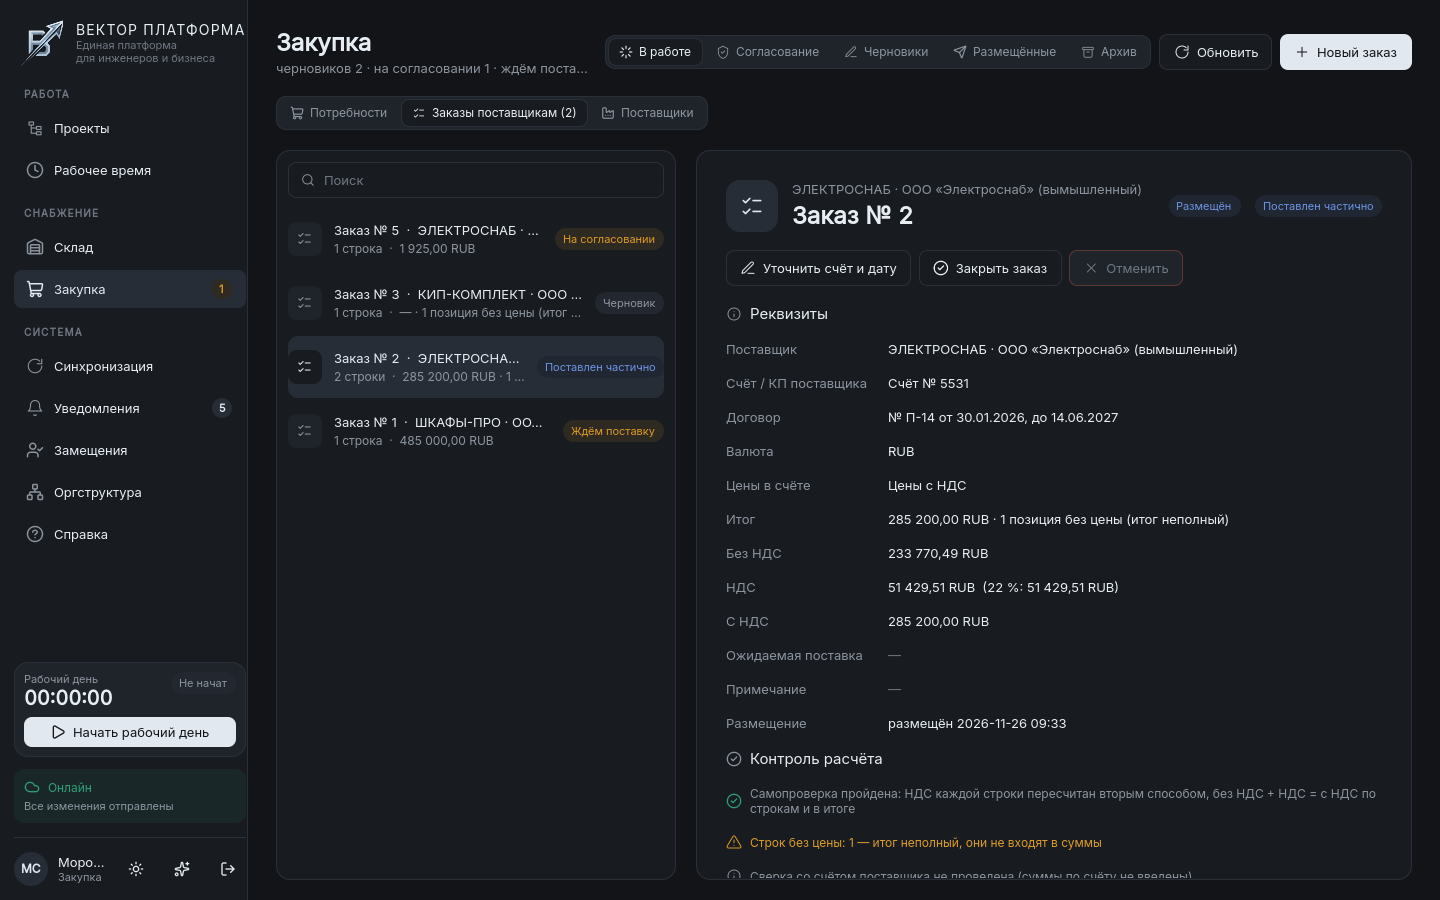 ВЕКТОР ПЛАТФОРМА
Единая платформа
для инженеров и бизнеса
РАБОТА
Проекты
Рабочее время
СНАБЖЕНИЕ
Склад
Закупка 1
СИСТЕМА
Синхронизация
Уведомления 5
Замещения
Оргструктура
Справка
Рабочий день
Не начат
00:00:00
Начать рабочий день
Онлайн
Все изменения отправлены
МС
Моро...
Закупка
Закупка
черновиков 2 · на согласовании 1 · ждём поста...
В работе
Согласование
Черновики
Размещённые
Архив
Обновить
Новый заказ
Потребности
Заказы поставщикам (2)
Поставщики
Поиск
Заказ № 5 · ЭЛЕКТРОСНАБ · ...
1 строка · 1 925,00 RUB
На согласовании
Заказ № 3 · КИП-КОМПЛЕКТ · ООО ...
1 строка · — · 1 позиция без цены (итог ...
Черновик
Заказ № 2 · ЭЛЕКТРОСНА...
2 строки · 285 200,00 RUB · 1 ...
Поставлен частично
Заказ № 1 · ШКАФЫ-ПРО · ОО...
1 строка · 485 000,00 RUB
Ждём поставку
ЭЛЕКТРОСНАБ · ООО «Электроснаб» (вымышленный)
Заказ № 2
Размещён
Поставлен частично
Уточнить счёт и дату
Закрыть заказ
Отменить
Реквизиты
Поставщик ЭЛЕКТРОСНАБ · ООО «Электроснаб» (вымышленный)
Счёт / КП поставщика Счёт № 5531
Договор № П-14 от 30.01.2026, до 14.06.2027
Валюта RUB
Цены в счёте Цены с НДС
Итог 285 200,00 RUB · 1 позиция без цены (итог неполный)
Без НДС 233 770,49 RUB
НДС 51 429,51 RUB (22 %: 51 429,51 RUB)
С НДС 285 200,00 RUB
Ожидаемая поставка —
Примечание —
Размещение размещён 2026-11-26 09:33
Контроль расчёта
Самопроверка пройдена: НДС каждой строки пересчитан вторым способом, без НДС + НДС = с НДС по
строкам и в итоге
Строк без цены: 1 — итог неполный, они не входят в суммы
Сверка со счётом поставщика не проведена (суммы по счёту не введены)